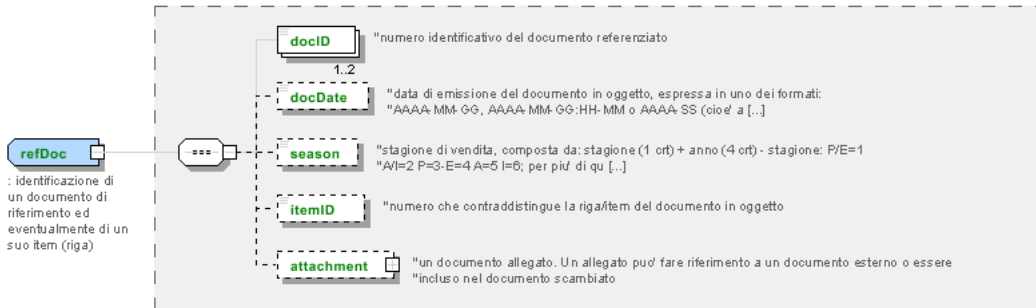 docID
"numero identificativo del documento referenziato
1..2
docDate
"data di emissione del documento in oggetto, espressa in uno dei formati:
"AAAA-MM-GG, AAAA-MM-GG:HH-MM o AAAA-SS (cioe' a [...]
refDoc
: identificazione di
un documento di
riferimento ed
eventualmente di un
suo item (riga)
season
"stagione di vendita, composta da: stagione (1 crt) + anno (4 crt) - stagione: P/E=1
"A/I=2 P=3-E=4 A=5 I=6; per piu' di qu [...]
itemID
"numero che contraddistingue la riga/item del documento in oggetto
attachment
"un documento allegato. Un allegato puo' fare riferimento a un documento esterno o essere
"incluso nel documento scambiato